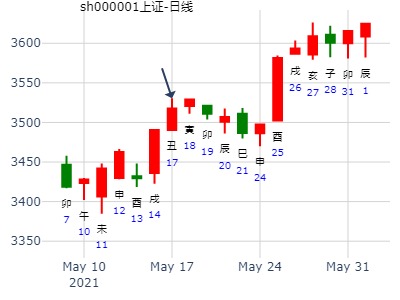 sh000001上证-日线
3600
3550
3500
3450
3400
3350
卯
7
午
10
未
11
申
12
酉
13
戌
14
丑
17
寅
18
卯
19
辰
20
巳
21
申
24
酉
25
戌
26
亥
27
子
28
卯
31
辰
1
May 10
2021
May 17
May 24
May 31